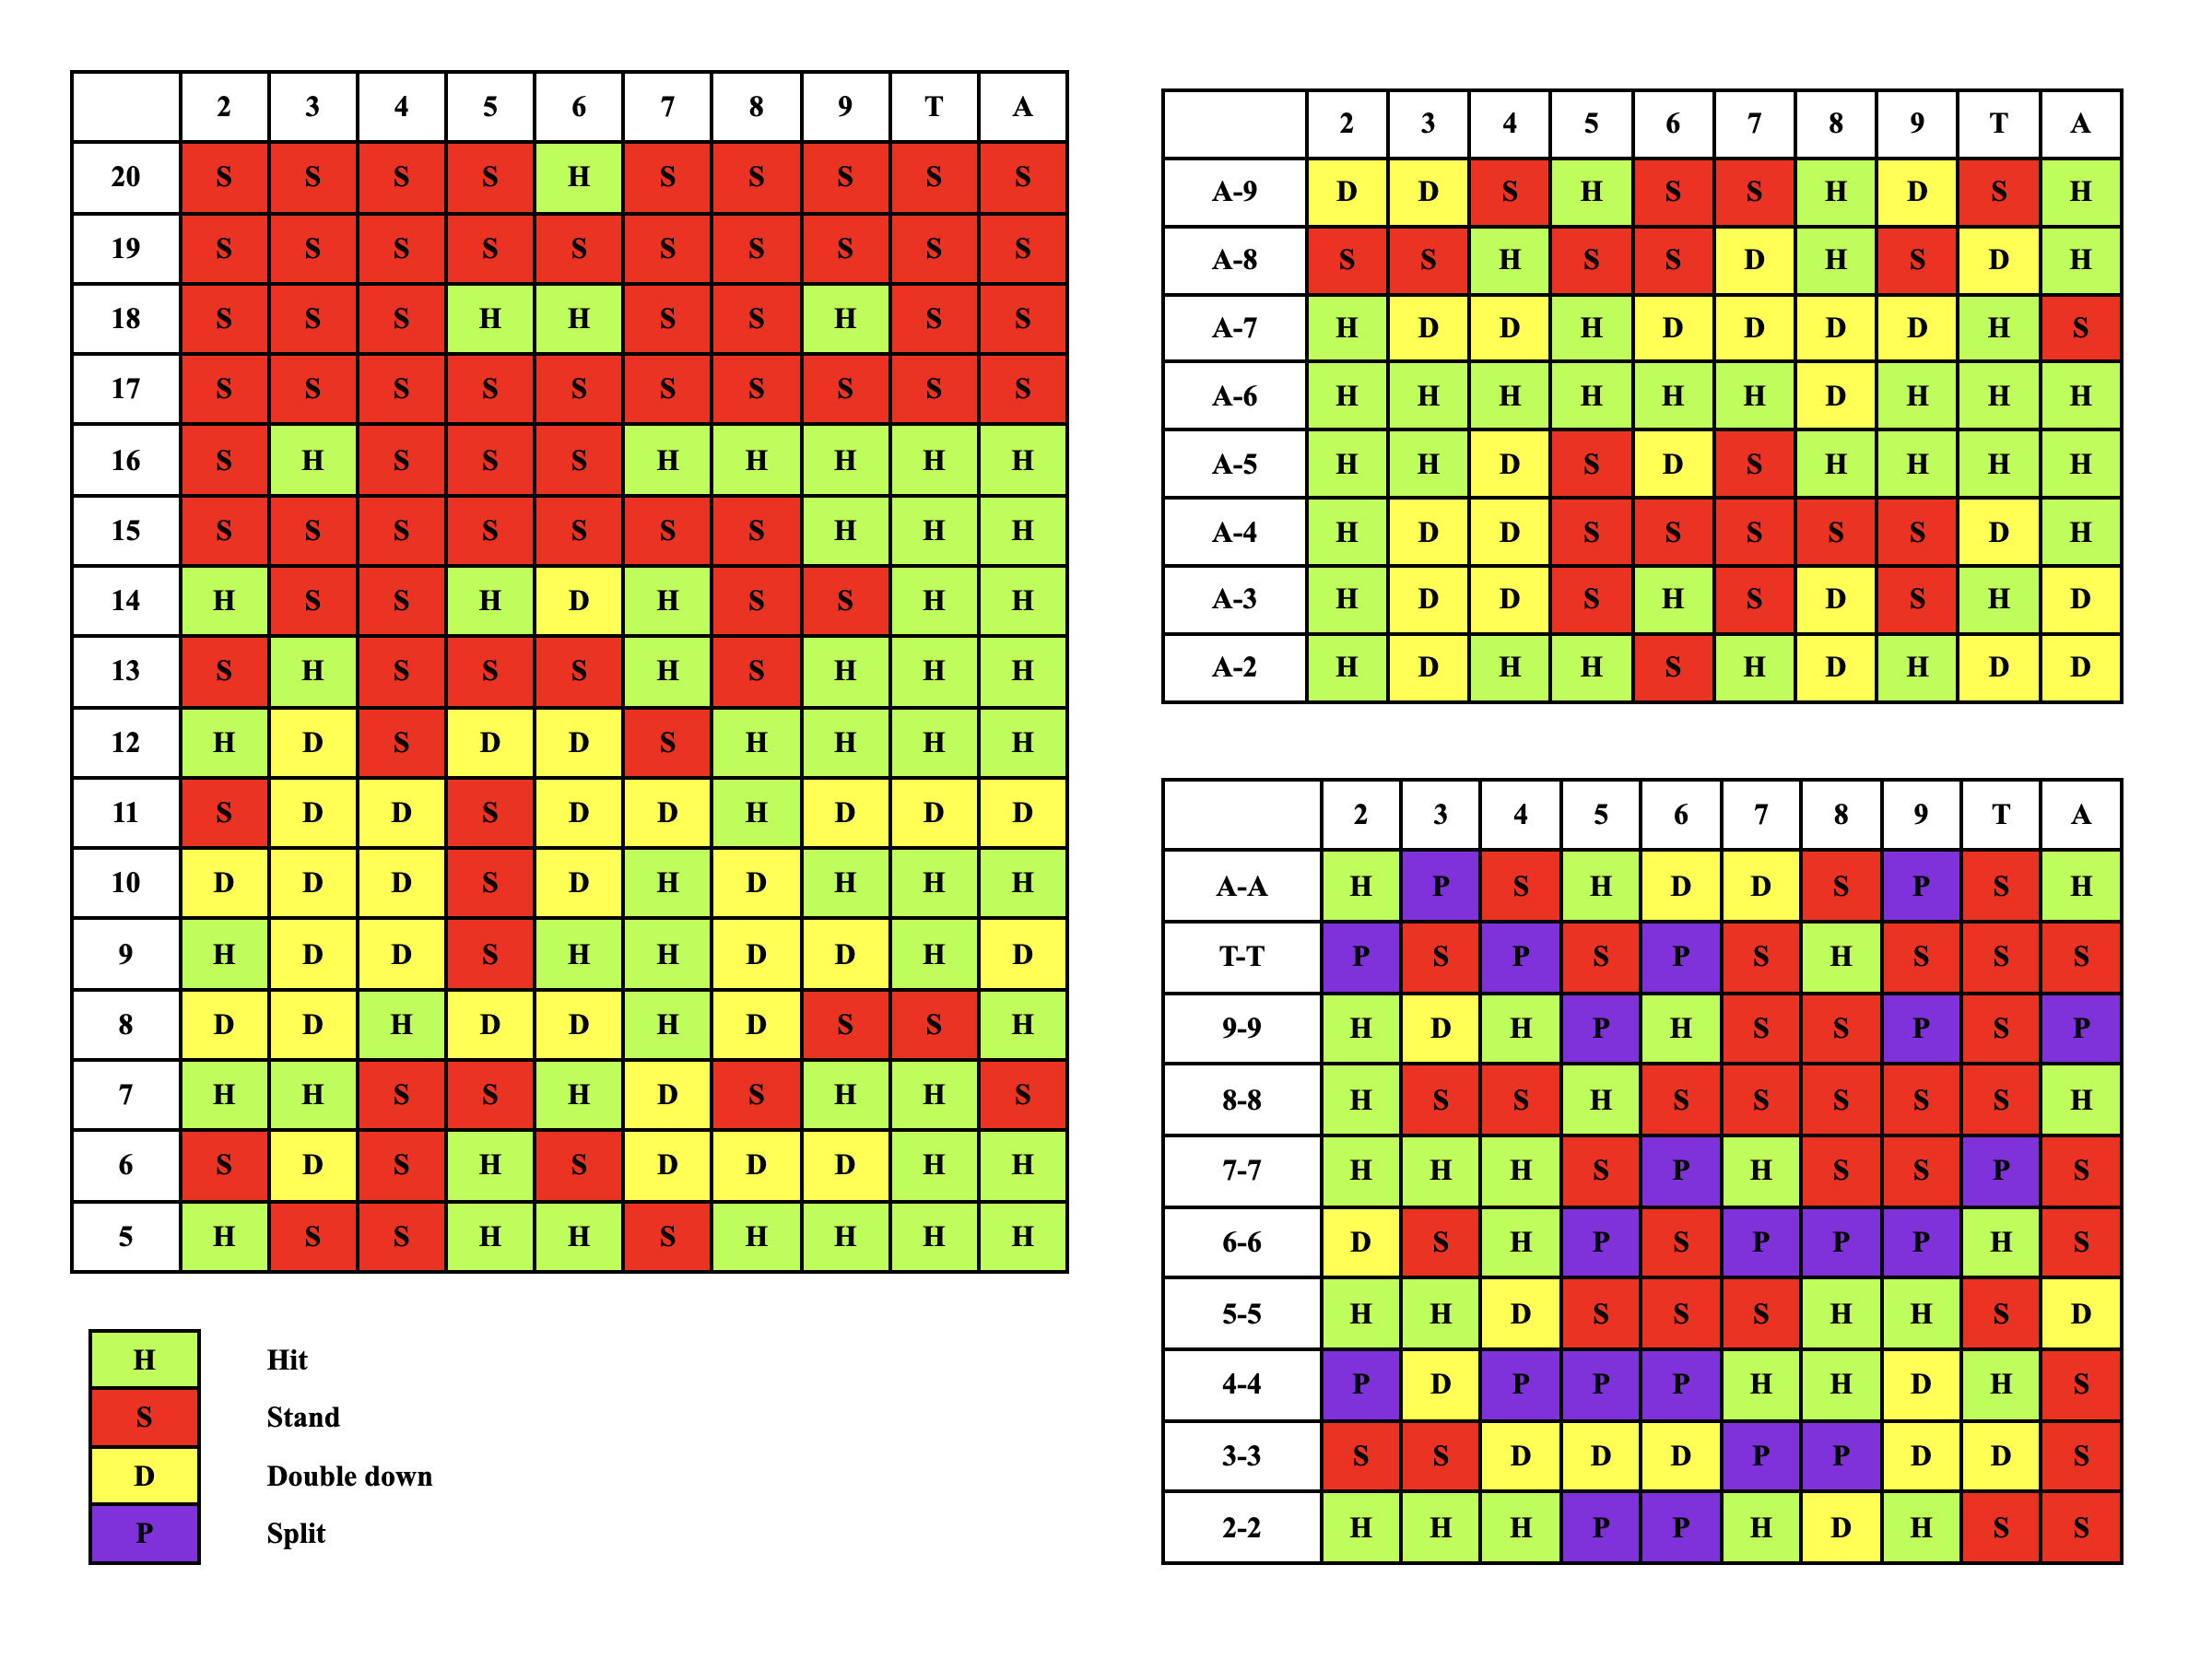 2 3 4 5 6 7 8 9 T A
20 S S S S H S S S S S
19 S S S S S S S S S S
18 S S S H H S S H S S
17 S S S S S S S S S S
16 S H S S S H H H H H
15 S S S S S S S H H H
14 H S S H D H S S H H
13 S H S S S H S H H H
12 H D S D D S H H H H
11 S D D S D D H D D D
10 D D D S D H D H H H
9 H D D S H H D D H D
8 D D H D D H D S S H
7 H H S S H D S H H S
6 S D S H S D D D H H
5 H S S H H S H H H H
H Hit
S Stand
D Double down
P Split
2 3 4 5 6 7 8 9 T A
A-9 D D S H S S H D S H
A-8 S S H S S D H S D H
A-7 H D D H D D D D H S
A-6 H H H H H H D H H H
A-5 H H D S D S H H H H
A-4 H D D S S S S S D H
A-3 H D D S H S D S H D
A-2 H D H H S H D H D D
2 3 4 5 6 7 8 9 T A
A-A H P S H D D S P S H
T-T P S P S P S H S S S
9-9 H D H P H S S P S P
8-8 H S S H S S S S S H
7-7 H H H S P H S S P S
6-6 D S H P S P P P H S
5-5 H H D S S S H H S D
4-4 P D P P P H H D H S
3-3 S S D D D P P D D S
2-2 H H H P P H D H S S